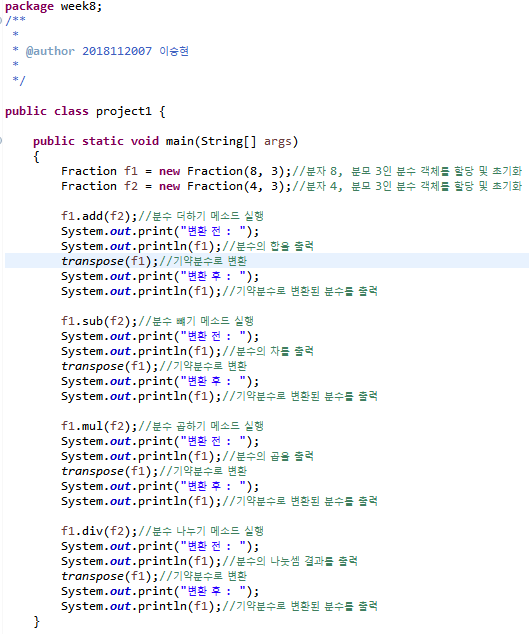 package week8;
/**
 *
 * @author 2018112007 이승현
 *
 */
public class project1 {
    public static void main(String[] args)
    {
        Fraction f1 = new Fraction(8, 3);//분자 8, 분모 3인 분수 객체를 할당 및 초기화
        Fraction f2 = new Fraction(4, 3);//분자 4, 분모 3인 분수 객체를 할당 및 초기화
        f1.add(f2);//분수 더하기 메소드 실행
        System.out.print("변환 전 : ");
        System.out.println(f1);//분수의 합을 출력
        transpose(f1);//기약분수로 변환
        System.out.print("변환 후 : ");
        System.out.println(f1);//기약분수로 변환된 분수를 출력
        f1.sub(f2);//분수 빼기 메소드 실행
        System.out.print("변환 전 : ");
        System.out.println(f1);//분수의 차를 출력
        transpose(f1);//기약분수로 변환
        System.out.print("변환 후 : ");
        System.out.println(f1);//기약분수로 변환된 분수를 출력
        f1.mul(f2);//분수 곱하기 메소드 실행
        System.out.print("변환 전 : ");
        System.out.println(f1);//분수의 곱을 출력
        transpose(f1);//기약분수로 변환
        System.out.print("변환 후 : ");
        System.out.println(f1);//기약분수로 변환된 분수를 출력
        f1.div(f2);//분수 나누기 메소드 실행
        System.out.print("변환 전 : ");
        System.out.println(f1);//분수의 나눗셈 결과를 출력
        transpose(f1);//기약분수로 변환
        System.out.print("변환 후 : ");
        System.out.println(f1);//기약분수로 변환된 분수를 출력
    }